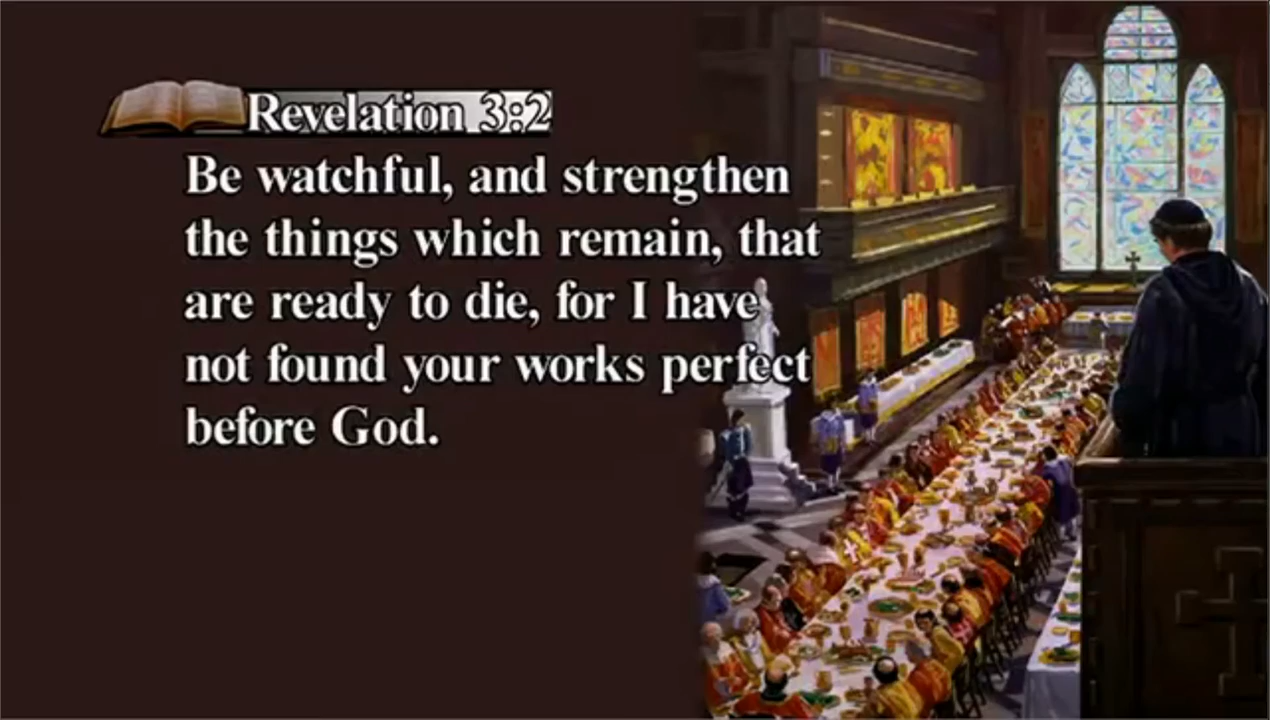 Revelation 3:2
Be watchful, and strengthen
the things which remain, that
are ready to die, for I have
not found your works perfect
before God.